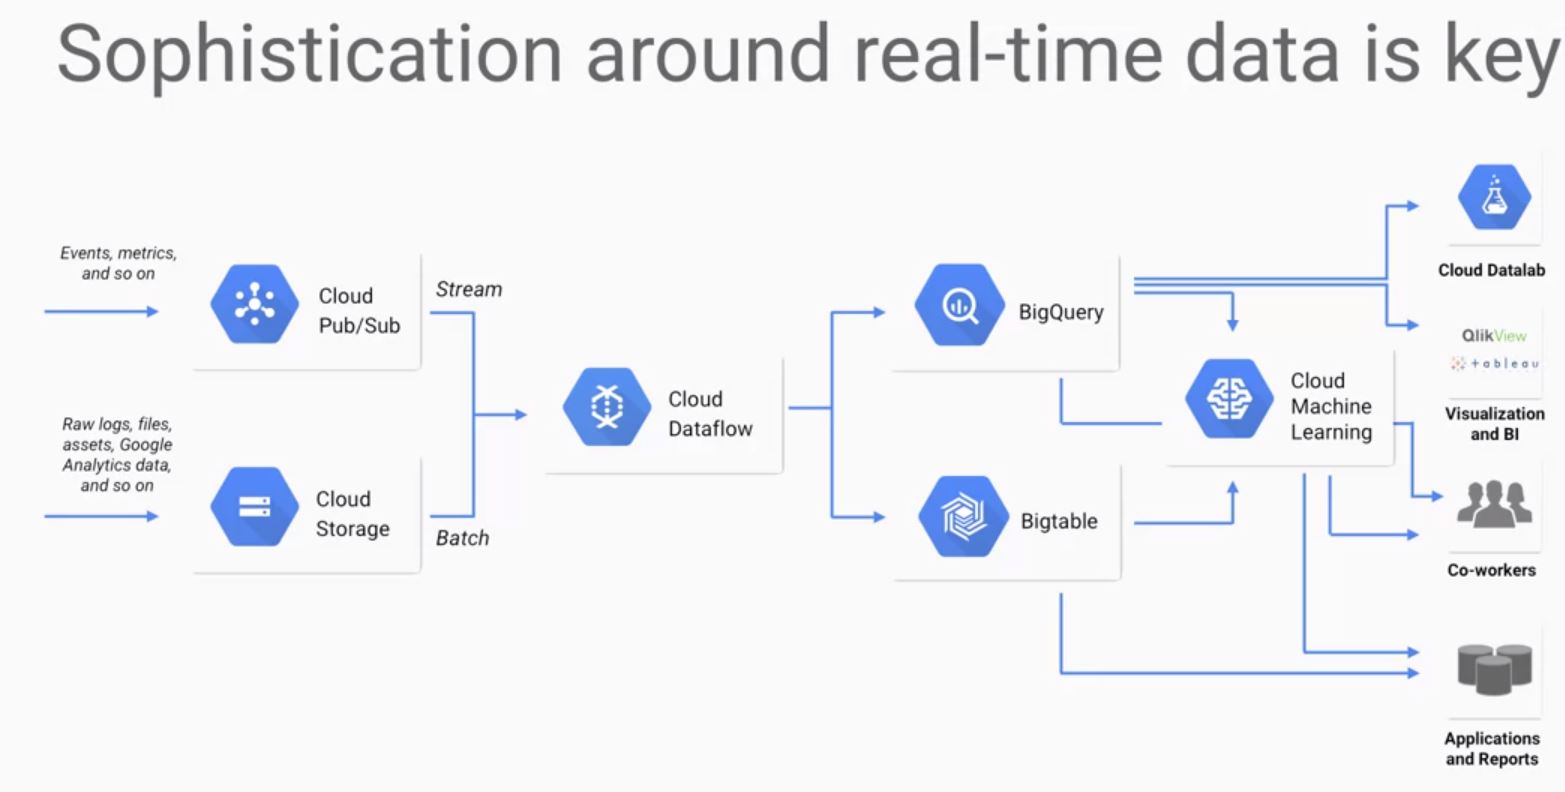 Sophistication around real-time data is key
Events, metrics,
and so on
Cloud
Pub/Sub
Stream
Raw logs, files,
assets, Google
Analytics data,
and so on
Cloud
Storage
Batch
Cloud
Dataflow
BigQuery
Bigtable
Cloud
Machine
Learning
Cloud Datalab
QlikView
+ableau
Visualization
and BI
Co-workers
Applications
and Reports